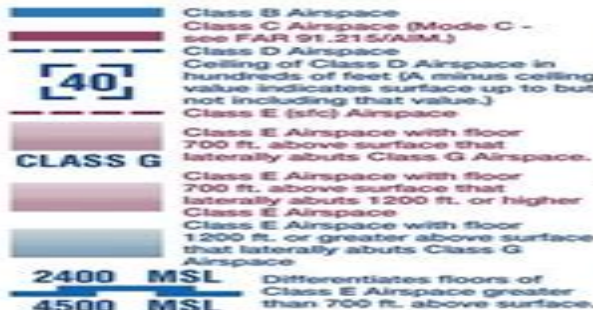 Class B Airspace
Class C Airspace (Mode C -
see FAR 91.215/AIM.)
Class D Airspace
[40]
Ceiling of Class D Airspace in
hundreds of feet (A minus ceiling
value indicates surface up to but
not including that value.)
Class E (sfc) Airspace
Class E Airspace with floor
700 ft. above surface that
laterally abuts Class G Airspace.
CLASS G
Class E Airspace with floor
700 ft. above surface that
laterally abuts 1200 ft. or higher
Class E Airspace
Class E Airspace with floor
1200 ft. or greater above surface
that laterally abuts Class G
Airspace
2400 MSL
4500 MSL
Differentiates floors of
Class E Airspace greater
than 700 ft. above surface.